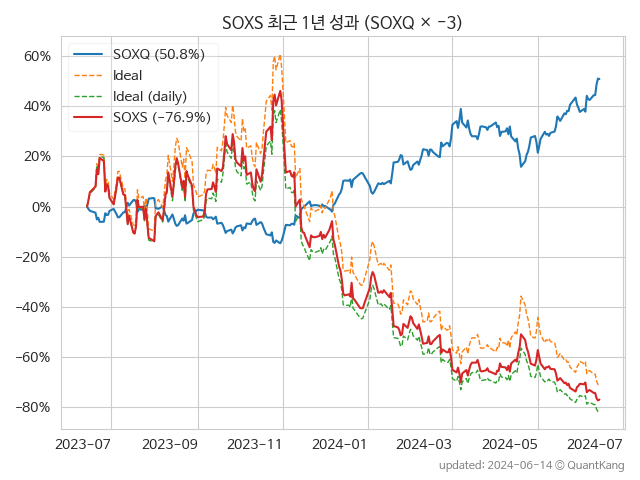 SOXS 최근 1년 성과 (SOXQ × −3)
SOXQ (50.8%)
Ideal
Ideal (daily)
SOXS (−76.9%)
60%
40%
20%
0%
−20%
−40%
−60%
−80%
2023-07 2023-09 2023-11 2024-01 2024-03 2024-05 2024-07
updated: 2024-06-14 © QuantKang